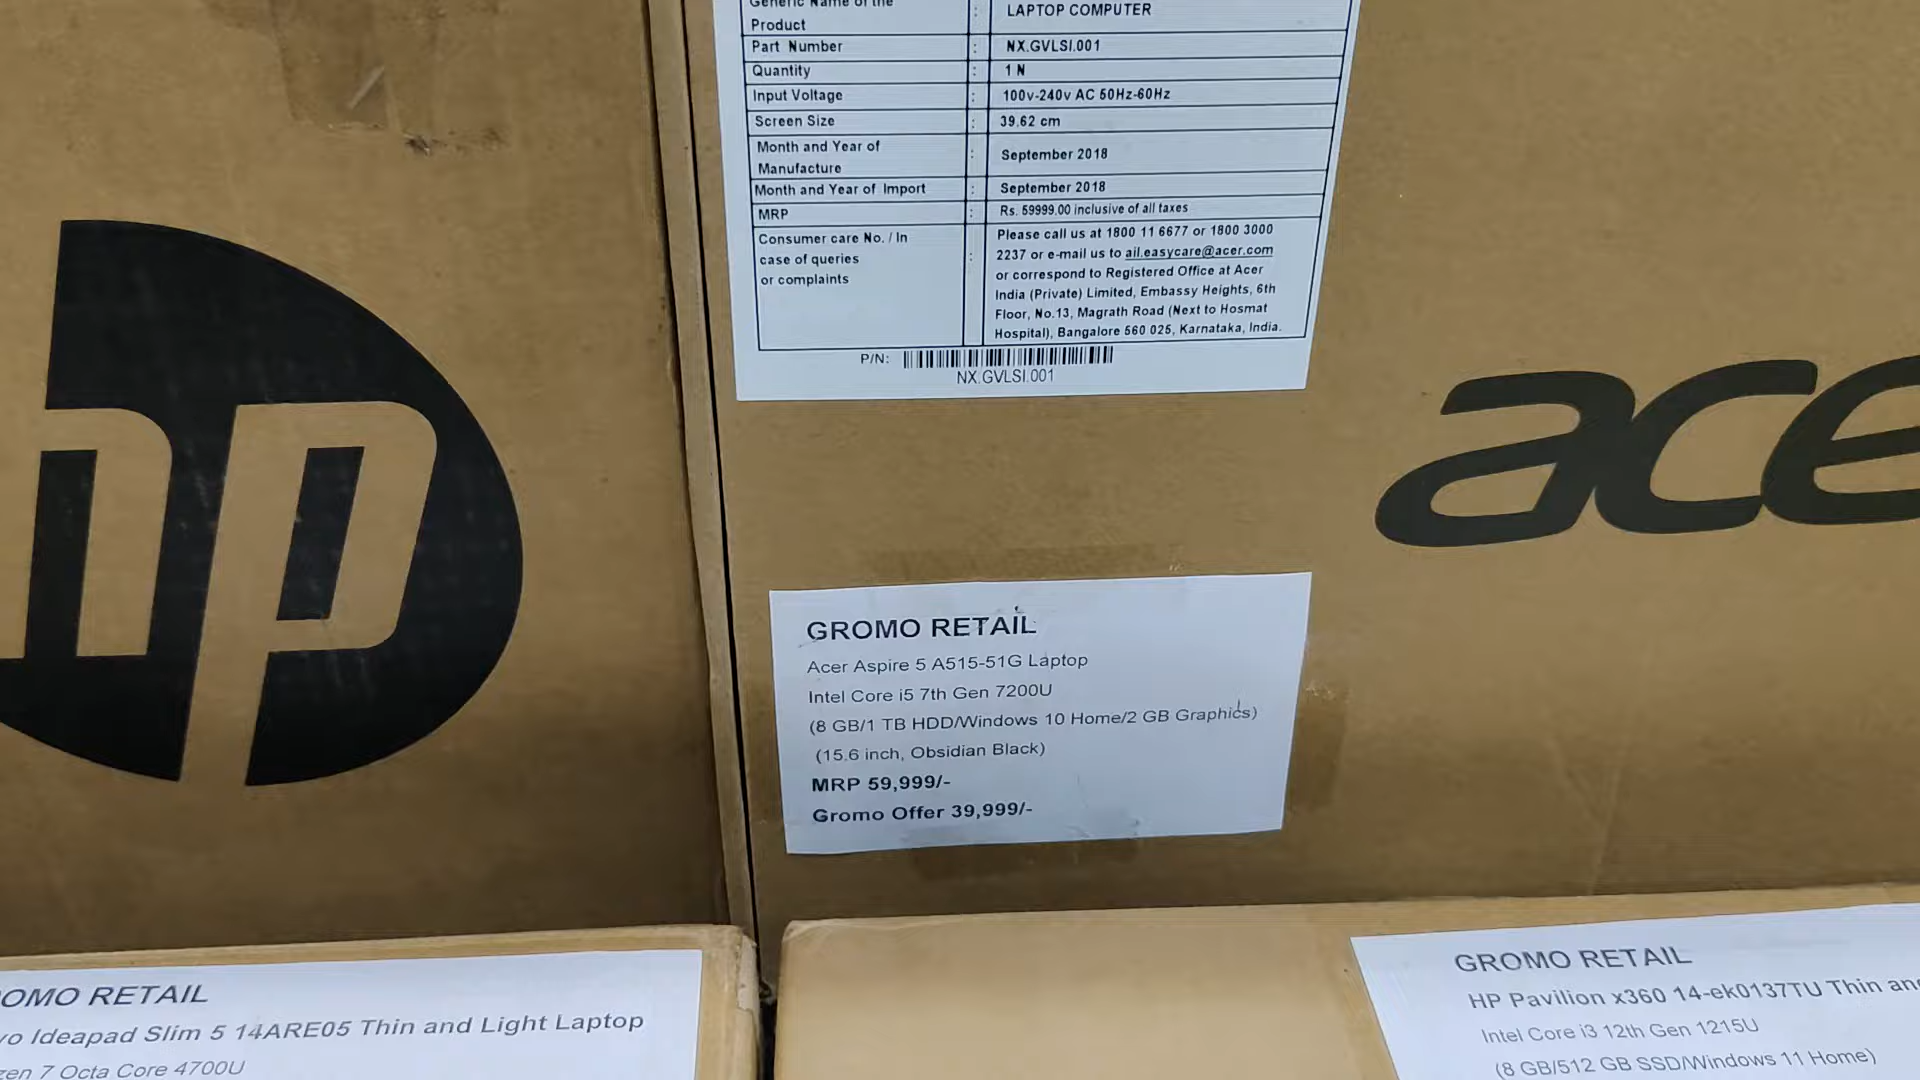 Generic Name of the
Product : LAPTOP COMPUTER
Part Number : NX.GVLSI.001
Quantity : 1 N
Input Voltage : 100v-240v AC 50Hz-60Hz
Screen Size : 39.62 cm
Month and Year of
Manufacture : September 2018
Month and Year of Import : September 2018
MRP : Rs. 59999.00 inclusive of all taxes
Consumer care No. / In
case of queries
or complaints :
Please call us at 1800 11 6677 or 1800 3000
2237 or e-mail us to ail.easycare@acer.com
or correspond to Registered Office at Acer
India (Private) Limited, Embassy Heights, 6th
Floor, No.13, Magrath Road (Next to Hosmat
Hospital), Bangalore 560 025, Karnataka, India.
P/N:
NX.GVLSI.001
hp
ace
GROMO RETAIL
Acer Aspire 5 A515-51G Laptop
Intel Core i5 7th Gen 7200U
(8 GB/1 TB HDD/Windows 10 Home/2 GB Graphics)
(15.6 inch, Obsidian Black)
MRP 59,999/-
Gromo Offer 39,999/-
OMO RETAIL
vo Ideapad Slim 5 14ARE05 Thin and Light Laptop
zen 7 Octa Core 4700U
GROMO RETAIL
HP Pavilion x360 14-ek0137TU Thin an
Intel Core i3 12th Gen 1215U
(8 GB/512 GB SSD/Windows 11 Home)